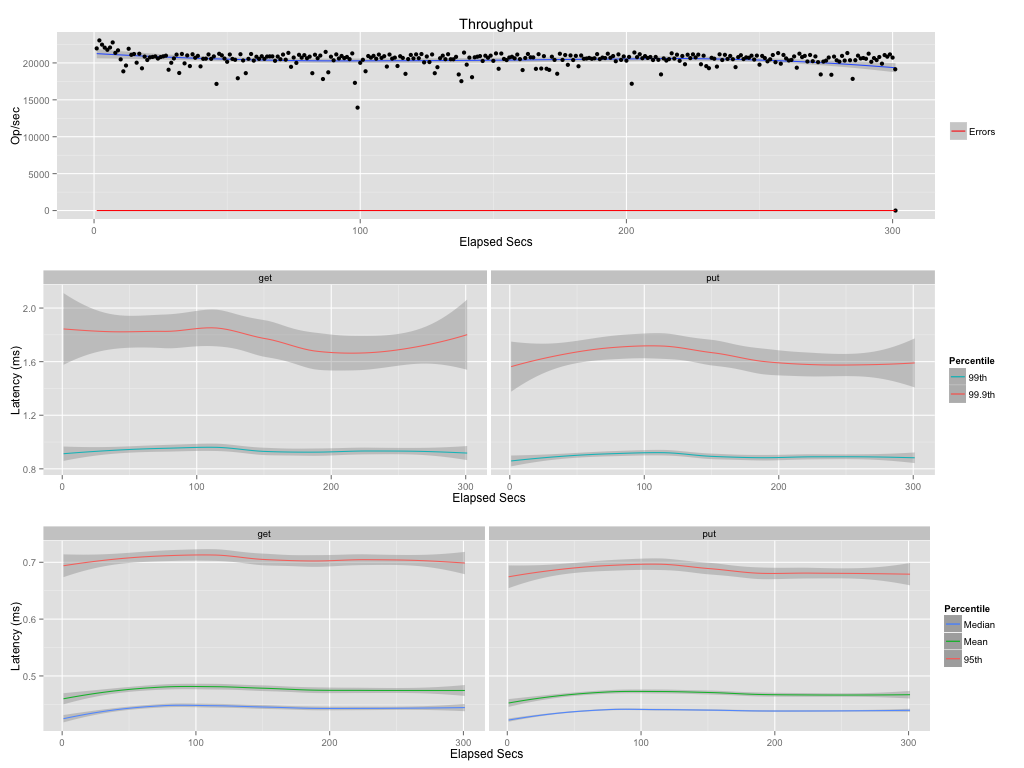 Throughput
20000
15000
10000
5000
0
Op/sec
0 100 200 300
Elapsed Secs
Errors
get put
2.0
1.6
1.2
0.8
Latency (ms)
0 100 200 300 0 100 200 300
Elapsed Secs
Percentile
99th
99.9th
get put
0.7
0.6
0.5
Latency (ms)
0 100 200 300 0 100 200 300
Elapsed Secs
Percentile
Median
Mean
95th